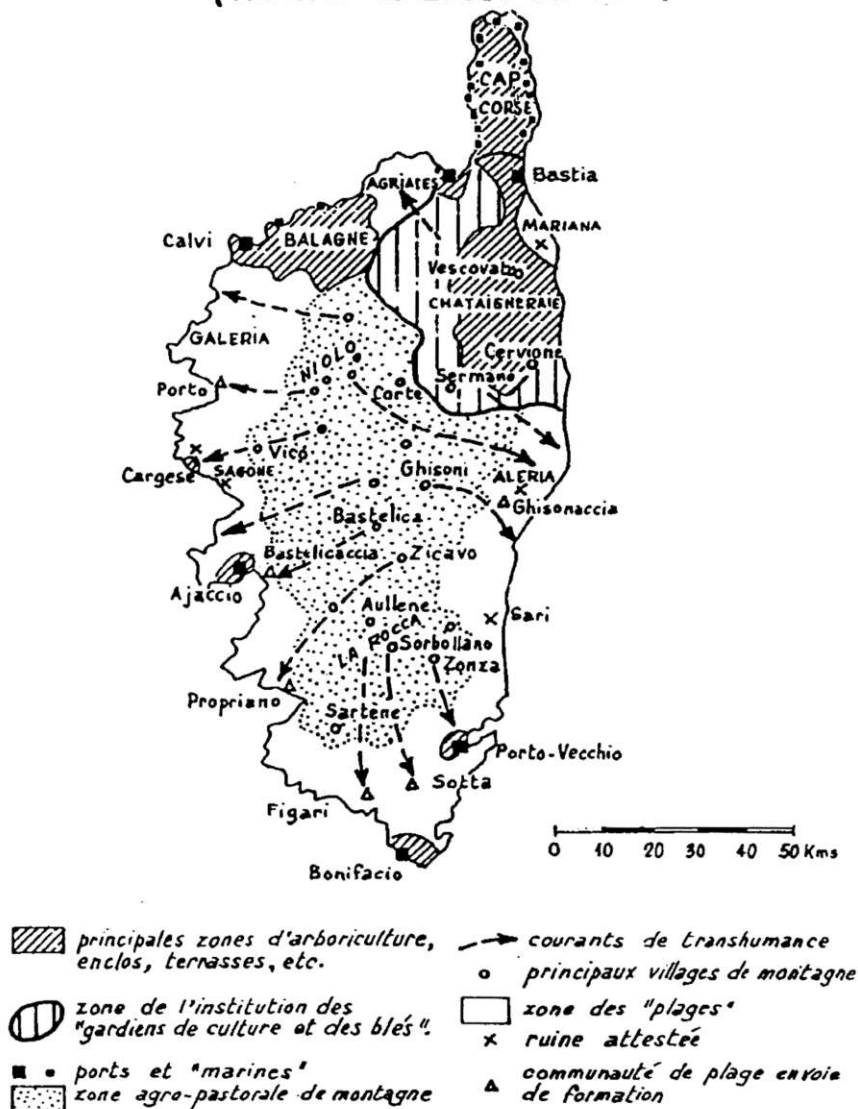 CAP
CORSE
AGRIATES
Bastia
MARIANA
Calvi
BALAGNE
Vescovato
CHATAIGNERAIE
GALERIA
NIOLO
Cervione
Sermano
Porto
Corte
Vico
Cargese
SAGONE
Ghisoni
ALERIA
Ghisonaccia
Bastelica
Bastelicaccia
Zicavo
Ajaccio
Aullene
Sari
LA ROCCA
Sorbollano
Zonza
Propriano
Sartene
Porto-Vecchio
Sotta
Figari
Bonifacio
0 10 20 30 40 50 Kms
principales zones d'arboriculture,
enclos, terrasses, etc.
zone de l'institution des
"gardiens de culture et des blés".
ports et "marines"
zone agro-pastorale de montagne
courants de transhumance
principaux villages de montagne
zone des "plages"
ruine attestée
communauté de plage en voie
de formation